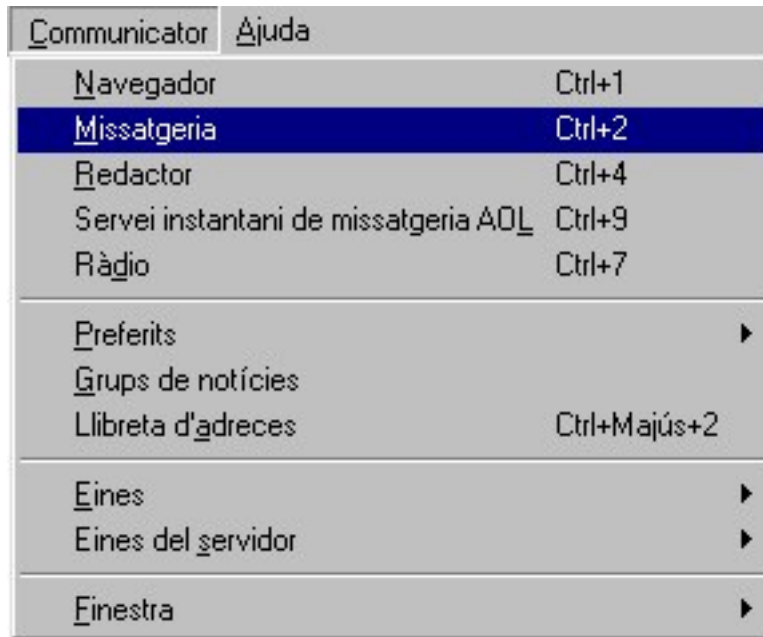 Communicator Ajuda
Navegador Ctrl+1
Missatgeria Ctrl+2
Redactor Ctrl+4
Servei instantani de missatgeria AOL Ctrl+9
Ràdio Ctrl+7
Preferits
Grups de notícies
Llibreta d'adreces Ctrl+Majús+2
Eines
Eines del servidor
Finestra